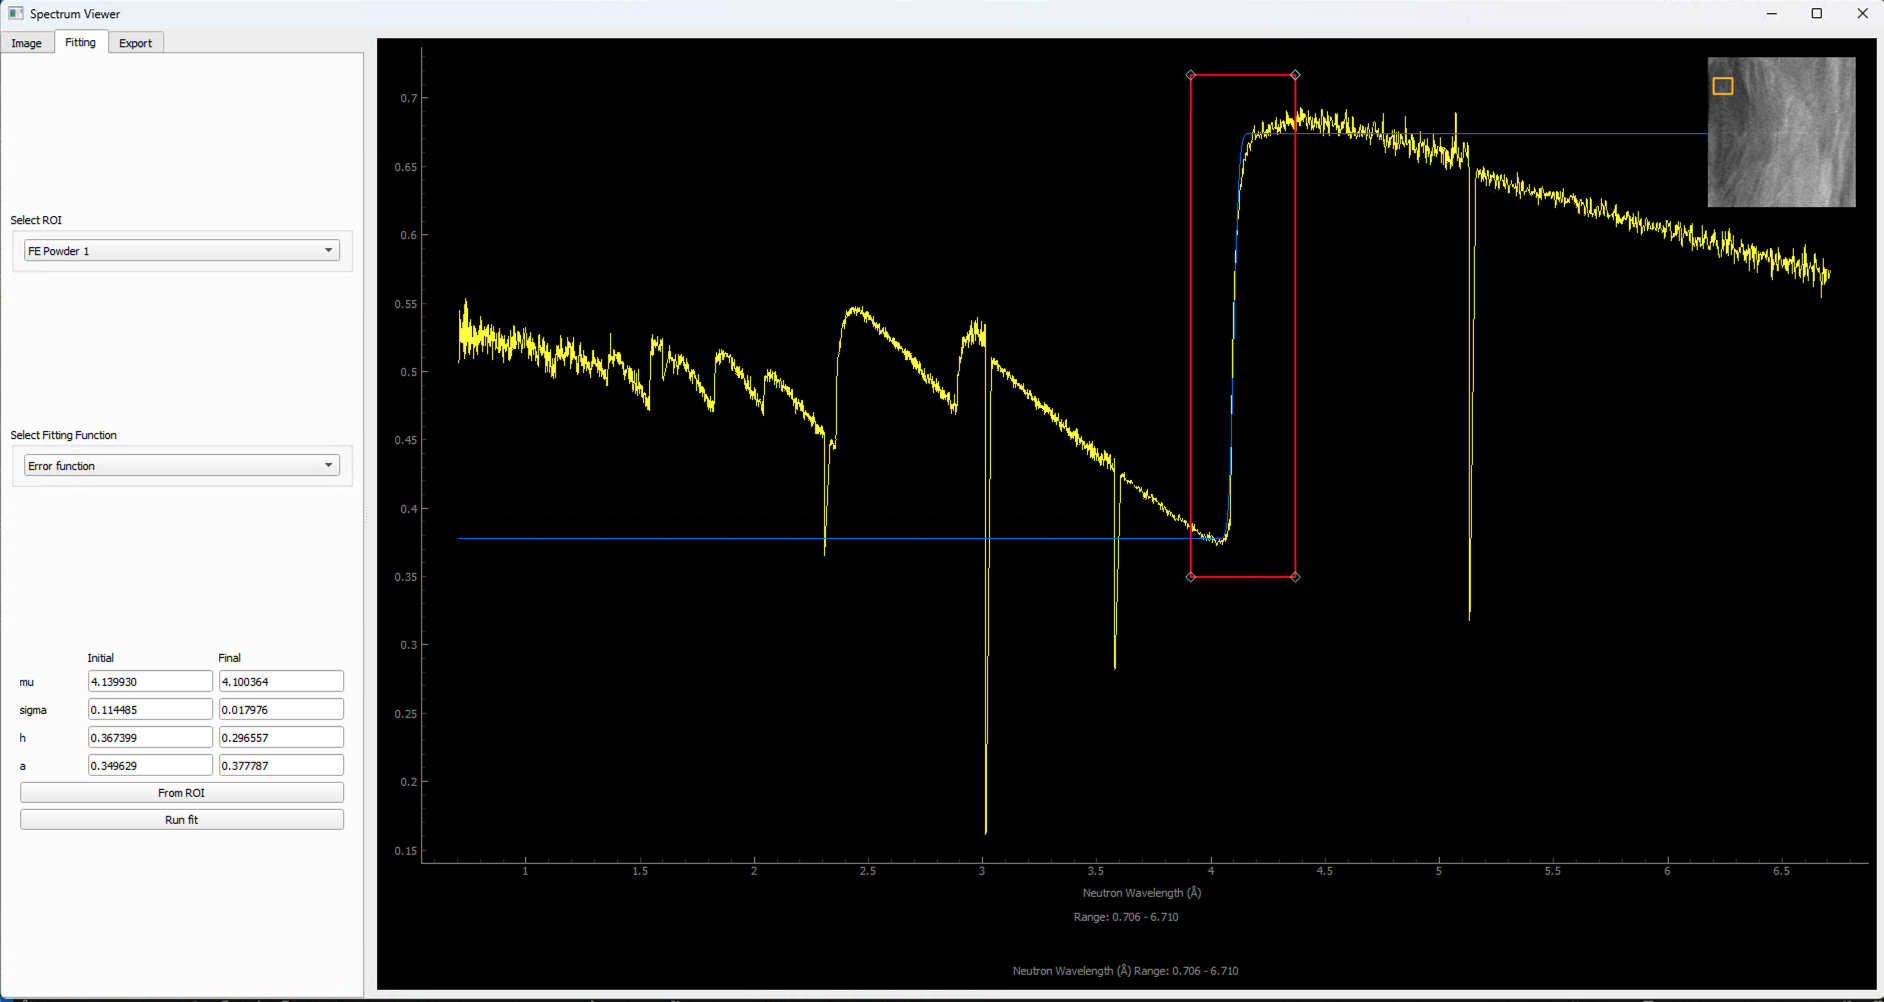 Spectrum Viewer
Image Fitting Export
Select ROI
FE Powder 1
Select Fitting Function
Error function
Initial Final
mu 4.139930 4.100364
sigma 0.114485 0.017976
h 0.367399 0.296557
a 0.349629 0.377787
From ROI
Run fit
0.7
0.65
0.6
0.55
0.5
0.45
0.4
0.35
0.3
0.25
0.2
0.15
1 1.5 2 2.5 3 3.5 4 4.5 5 5.5 6 6.5
Neutron Wavelength (Å)
Range: 0.706 - 6.710
Neutron Wavelength (Å) Range: 0.706 - 6.710